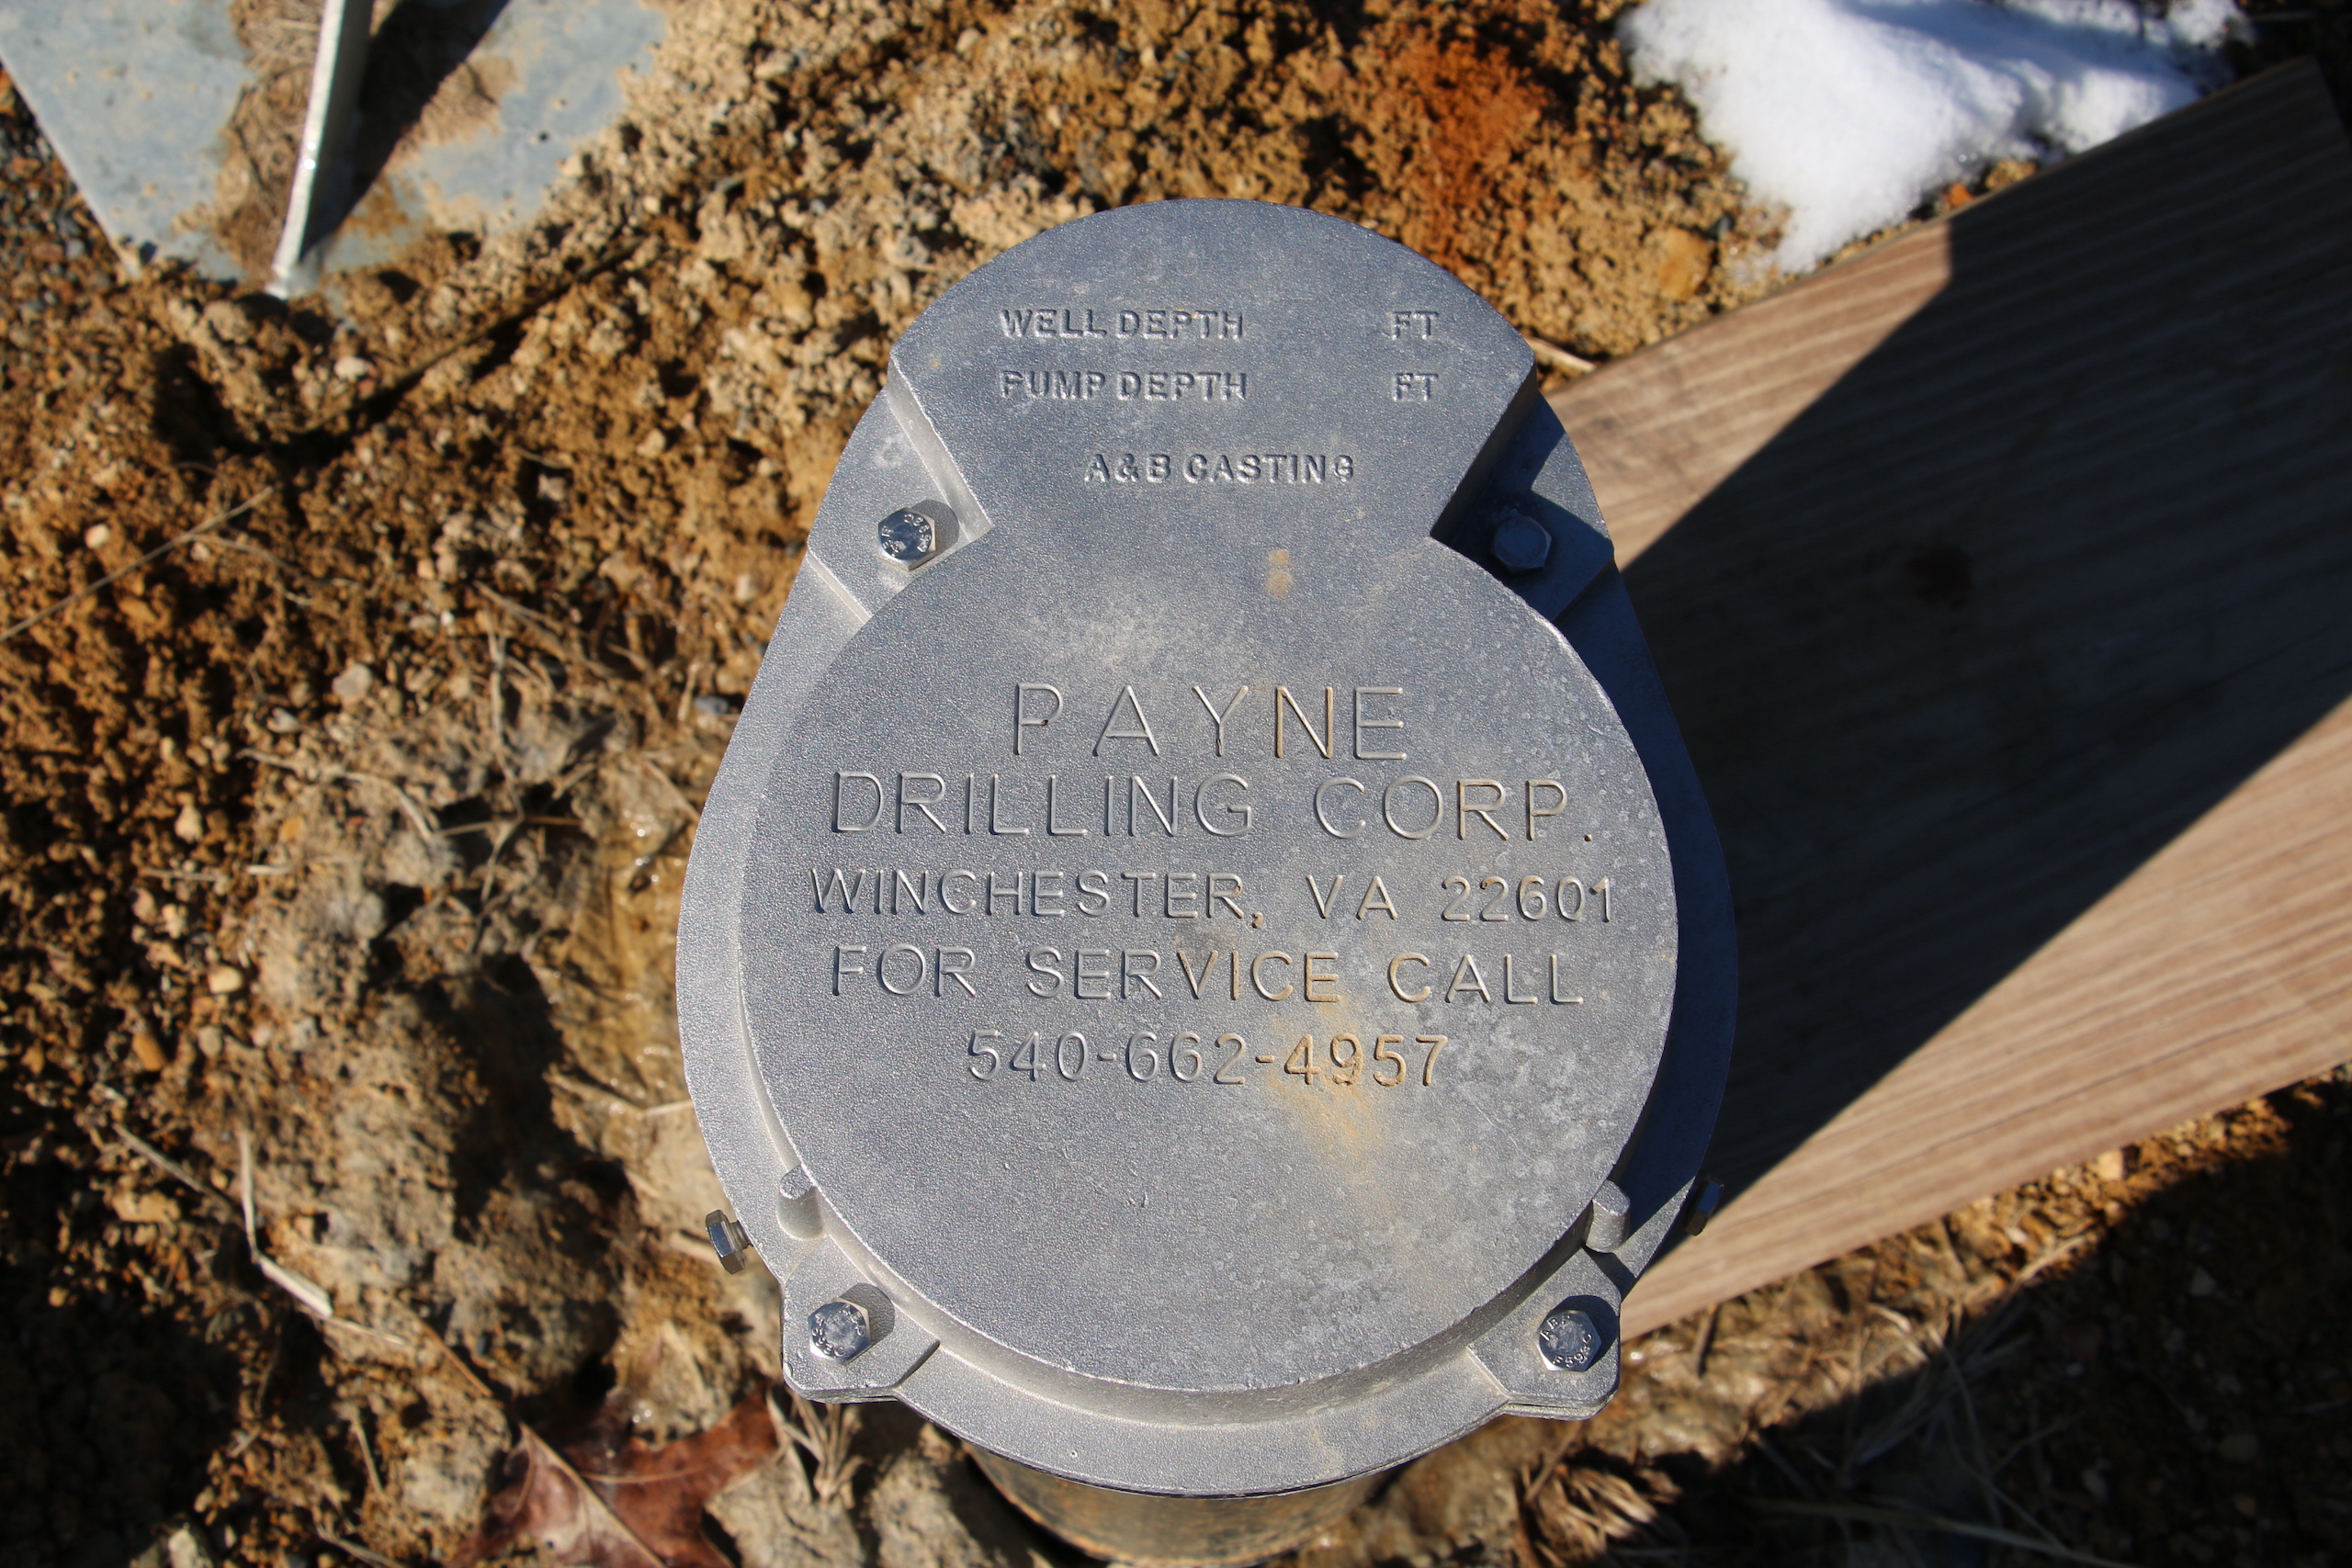 WELL DEPTH FT
PUMP DEPTH FT
A & B CASTING
PAYNE
DRILLING CORP.
WINCHESTER, VA 22601
FOR SERVICE CALL
540-662-4957